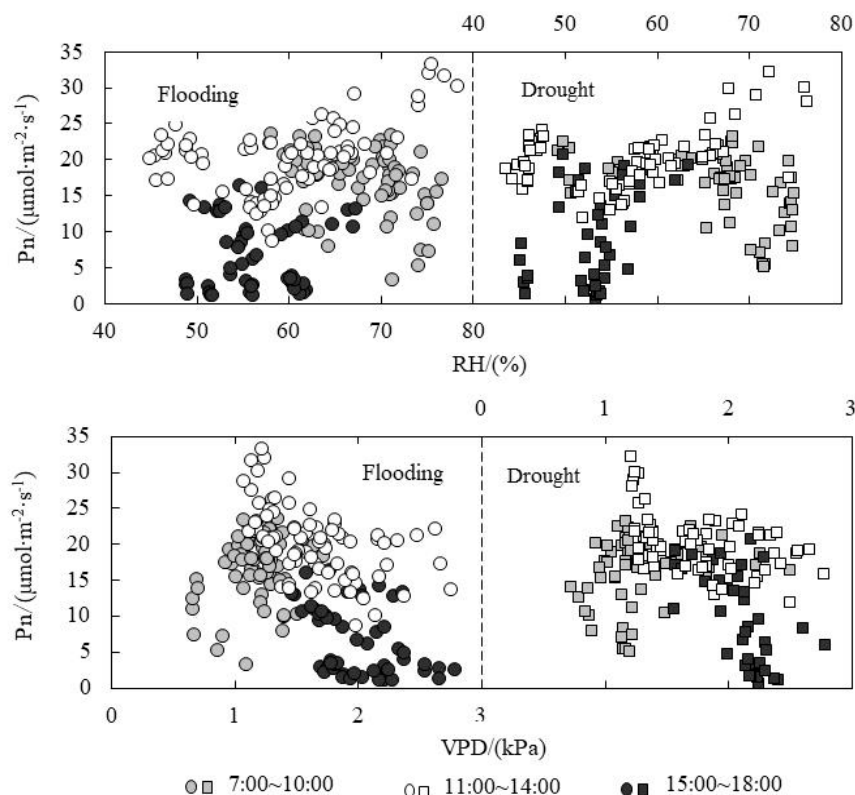 40 50 60 70 80
35
30
25
20
15
10
5
0
Pn/(μmol·m⁻²·s⁻¹)
Flooding
Drought
40 50 60 70 80
RH/(%)
0 1 2 3
35
30
25
20
15
10
5
0
Pn/(μmol·m⁻²·s⁻¹)
Flooding
Drought
0 1 2 3
VPD/(kPa)
7:00~10:00 11:00~14:00 15:00~18:00